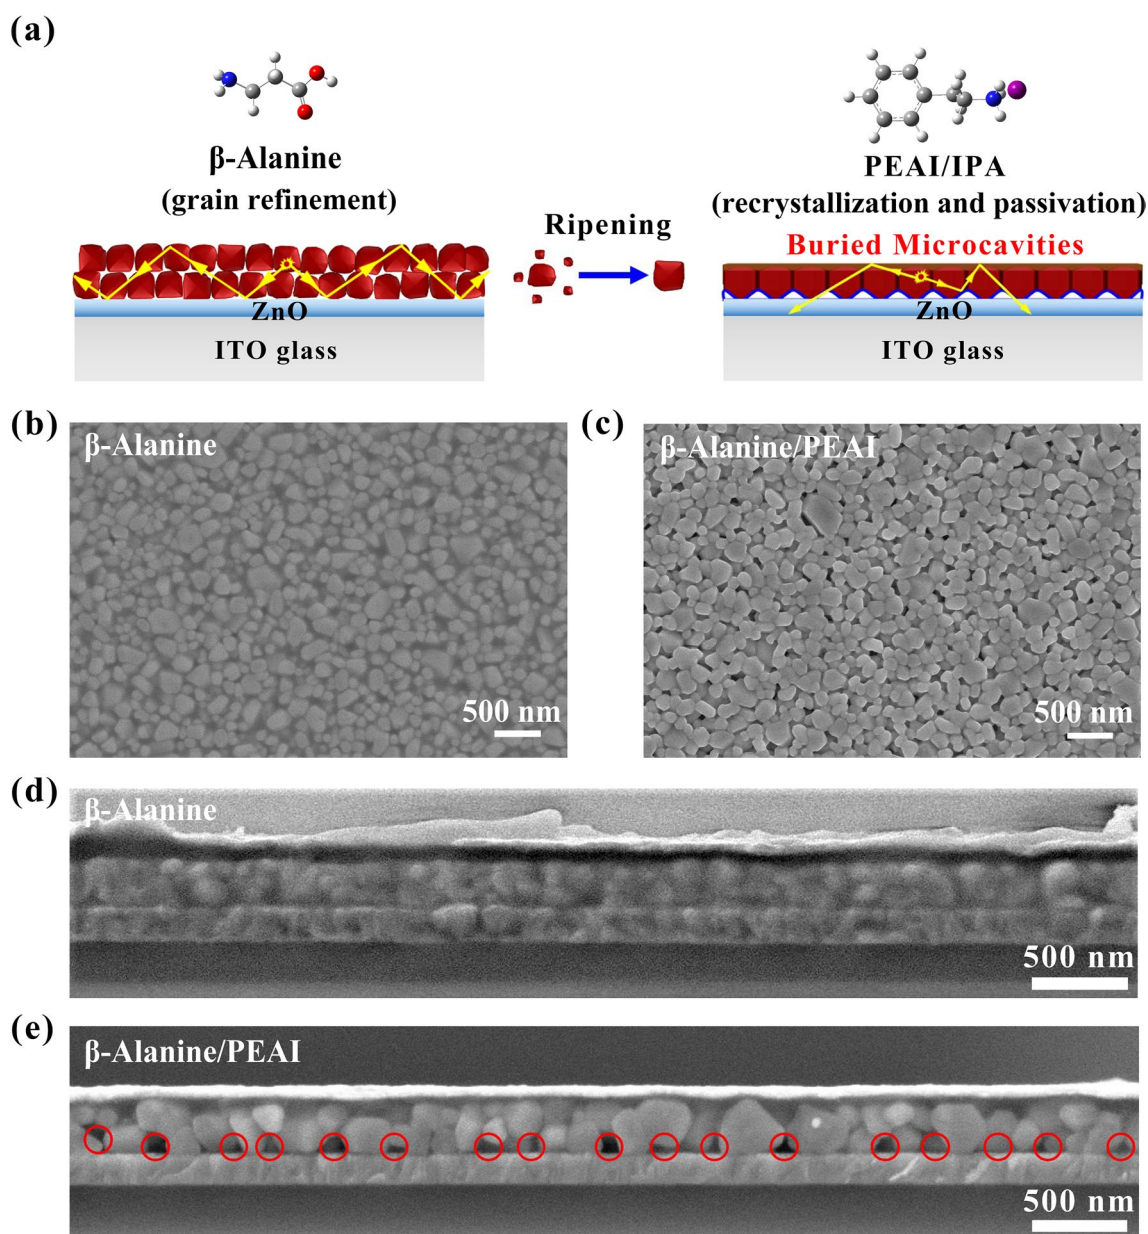 (a)
β-Alanine
(grain refinement)
PEAI/IPA
(recrystallization and passivation)
Ripening
Buried Microcavities
ZnO
ITO glass
ZnO
ITO glass
(b)
β-Alanine
500 nm
(c)
β-Alanine/PEAI
500 nm
(d)
β-Alanine
500 nm
(e)
β-Alanine/PEAI
500 nm